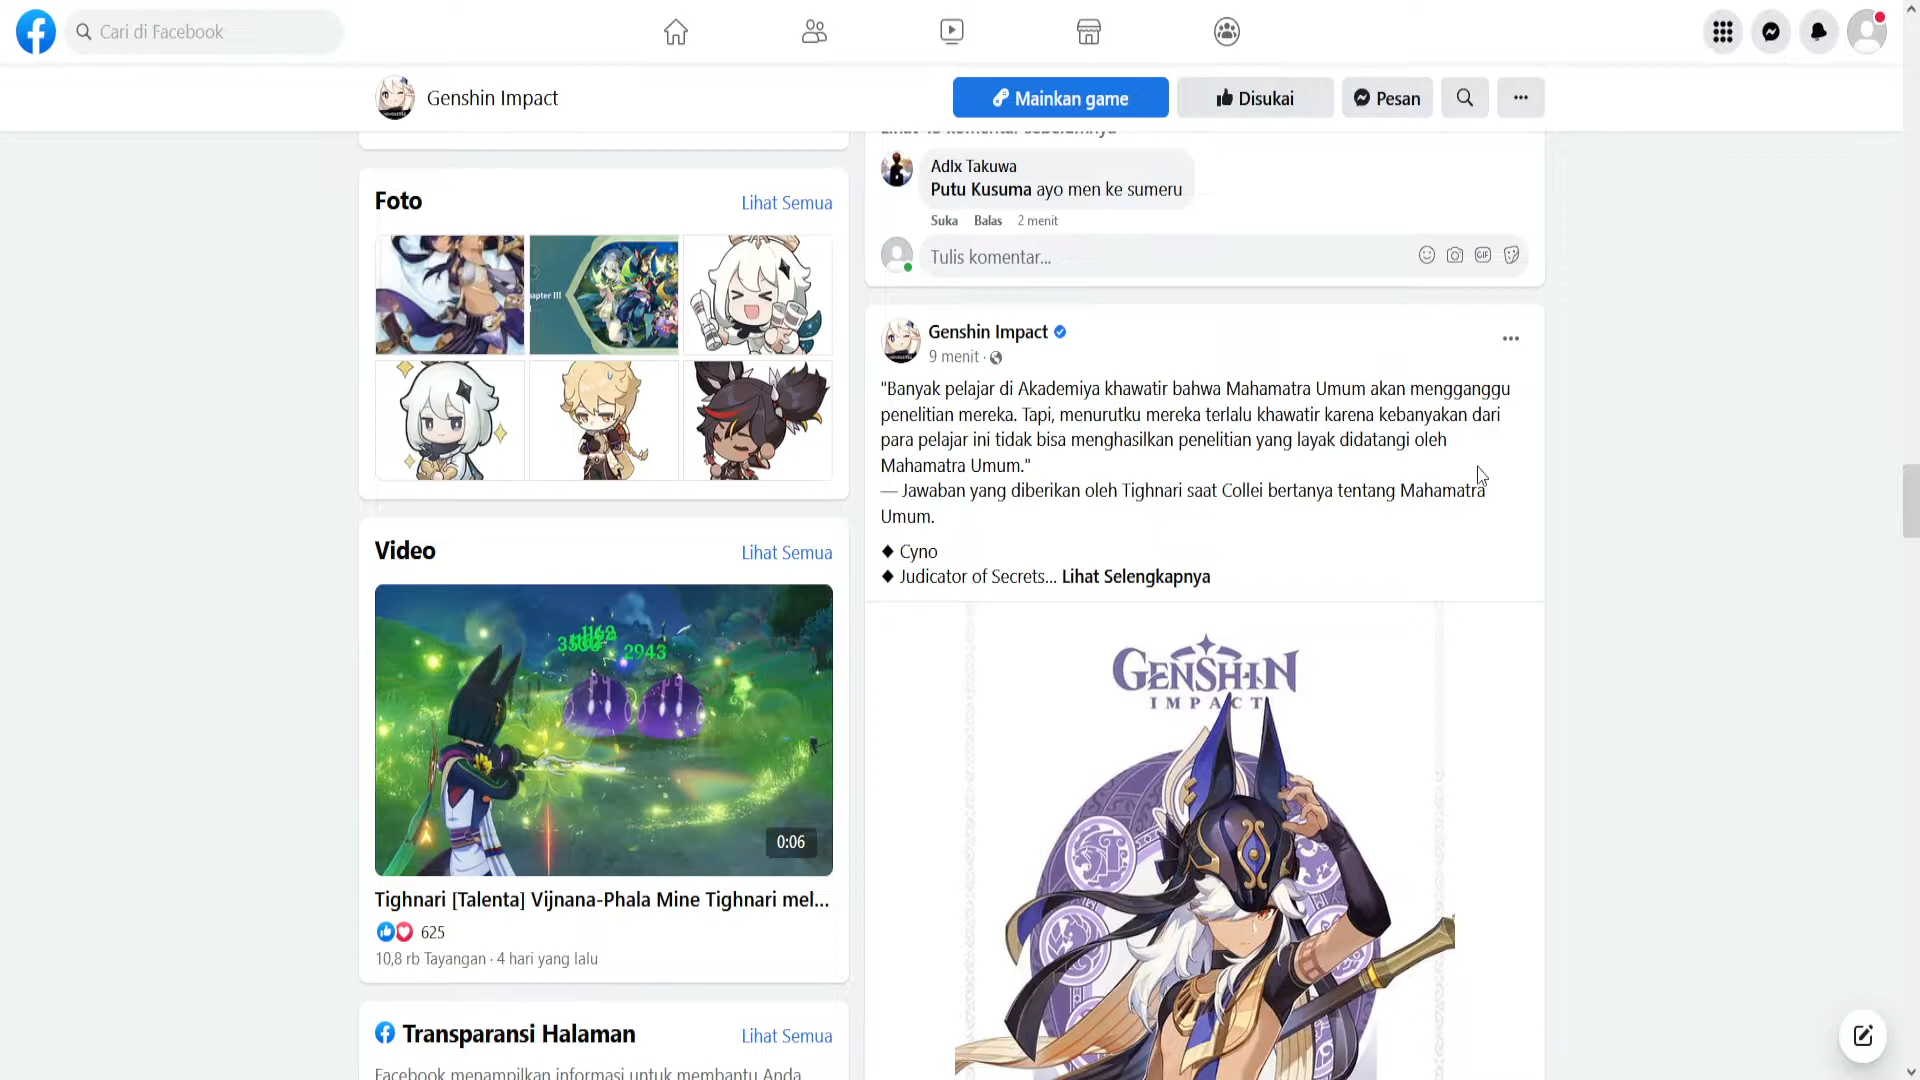 Cari di Facebook
Genshin Impact
Mainkan game
Disukai
Pesan
Foto
Lihat Semua
apter III
Video
Lihat Semua
2943
0:06
Tighnari [Talenta] Vijnana-Phala Mine Tighnari mel...
625
10,8 rb Tayangan · 4 hari yang lalu
Transparansi Halaman
Lihat Semua
Facebook menampilkan informasi untuk membantu Anda
Adlx Takuwa
Putu Kusuma ayo men ke sumeru
Suka Balas 2 menit
Tulis komentar...
GIF
Genshin Impact
9 menit ·
"Banyak pelajar di Akademiya khawatir bahwa Mahamatra Umum akan mengganggu
penelitian mereka. Tapi, menurutku mereka terlalu khawatir karena kebanyakan dari
para pelajar ini tidak bisa menghasilkan penelitian yang layak didatangi oleh
Mahamatra Umum."
— Jawaban yang diberikan oleh Tighnari saat Collei bertanya tentang Mahamatra
Umum.
◆ Cyno
◆ Judicator of Secrets... Lihat Selengkapnya
GENSHIN
IMPACT